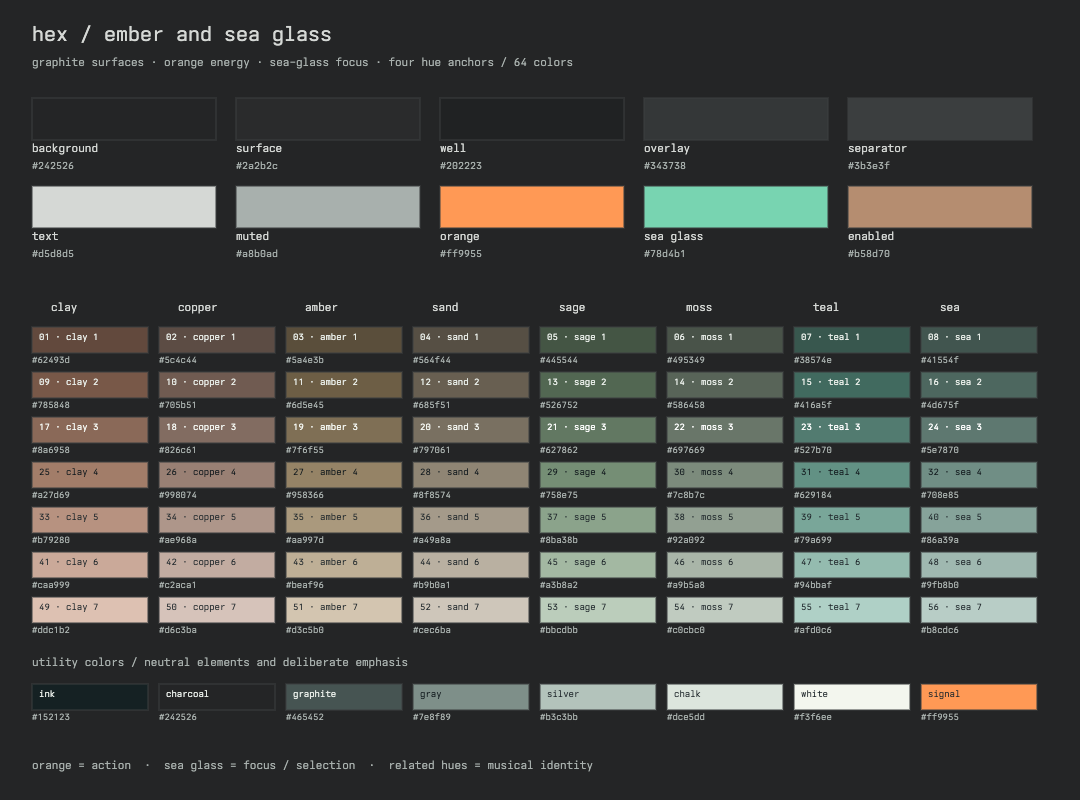 hex / ember and sea glass
graphite surfaces · orange energy · sea-glass focus · four hue anchors / 64 colors
background surface well overlay separator
#242526 #2a2b2c #202223 #343738 #3b3e3f
text muted orange sea glass enabled
#d5d8d5 #a8b0ad #ff9955 #78d4b1 #b58d70
clay copper amber sand sage moss teal sea
01 · clay 1 02 · copper 1 03 · amber 1 04 · sand 1 05 · sage 1 06 · moss 1 07 · teal 1 08 · sea 1
#62493d #5c4c44 #5a4e3b #564f44 #445544 #495349 #38574e #41554f
09 · clay 2 10 · copper 2 11 · amber 2 12 · sand 2 13 · sage 2 14 · moss 2 15 · teal 2 16 · sea 2
#785848 #705b51 #6d5e45 #685f51 #526752 #586458 #416a5f #4d675f
17 · clay 3 18 · copper 3 19 · amber 3 20 · sand 3 21 · sage 3 22 · moss 3 23 · teal 3 24 · sea 3
#8a6958 #826c61 #7f6f55 #797061 #627862 #697669 #527b70 #5e7870
25 · clay 4 26 · copper 4 27 · amber 4 28 · sand 4 29 · sage 4 30 · moss 4 31 · teal 4 32 · sea 4
#a27d69 #998074 #958366 #8f8574 #758e75 #7c8b7c #629184 #708e85
33 · clay 5 34 · copper 5 35 · amber 5 36 · sand 5 37 · sage 5 38 · moss 5 39 · teal 5 40 · sea 5
#b79280 #ae968a #aa997d #a49a8a #8ba38b #92a092 #79a699 #86a39a
41 · clay 6 42 · copper 6 43 · amber 6 44 · sand 6 45 · sage 6 46 · moss 6 47 · teal 6 48 · sea 6
#caa999 #c2aca1 #beaf96 #b9b0a1 #a3b8a2 #a9b5a8 #94bbaf #9fb8b0
49 · clay 7 50 · copper 7 51 · amber 7 52 · sand 7 53 · sage 7 54 · moss 7 55 · teal 7 56 · sea 7
#ddc1b2 #d6c3ba #d3c5b0 #cec6ba #bbcdbb #c0cbc0 #afd0c6 #b8cdc6
utility colors / neutral elements and deliberate emphasis
ink charcoal graphite gray silver chalk white signal
#152123 #242526 #465452 #7e8f89 #b3c3bb #dce5dd #f3f6ee #ff9955
orange = action · sea glass = focus / selection · related hues = musical identity